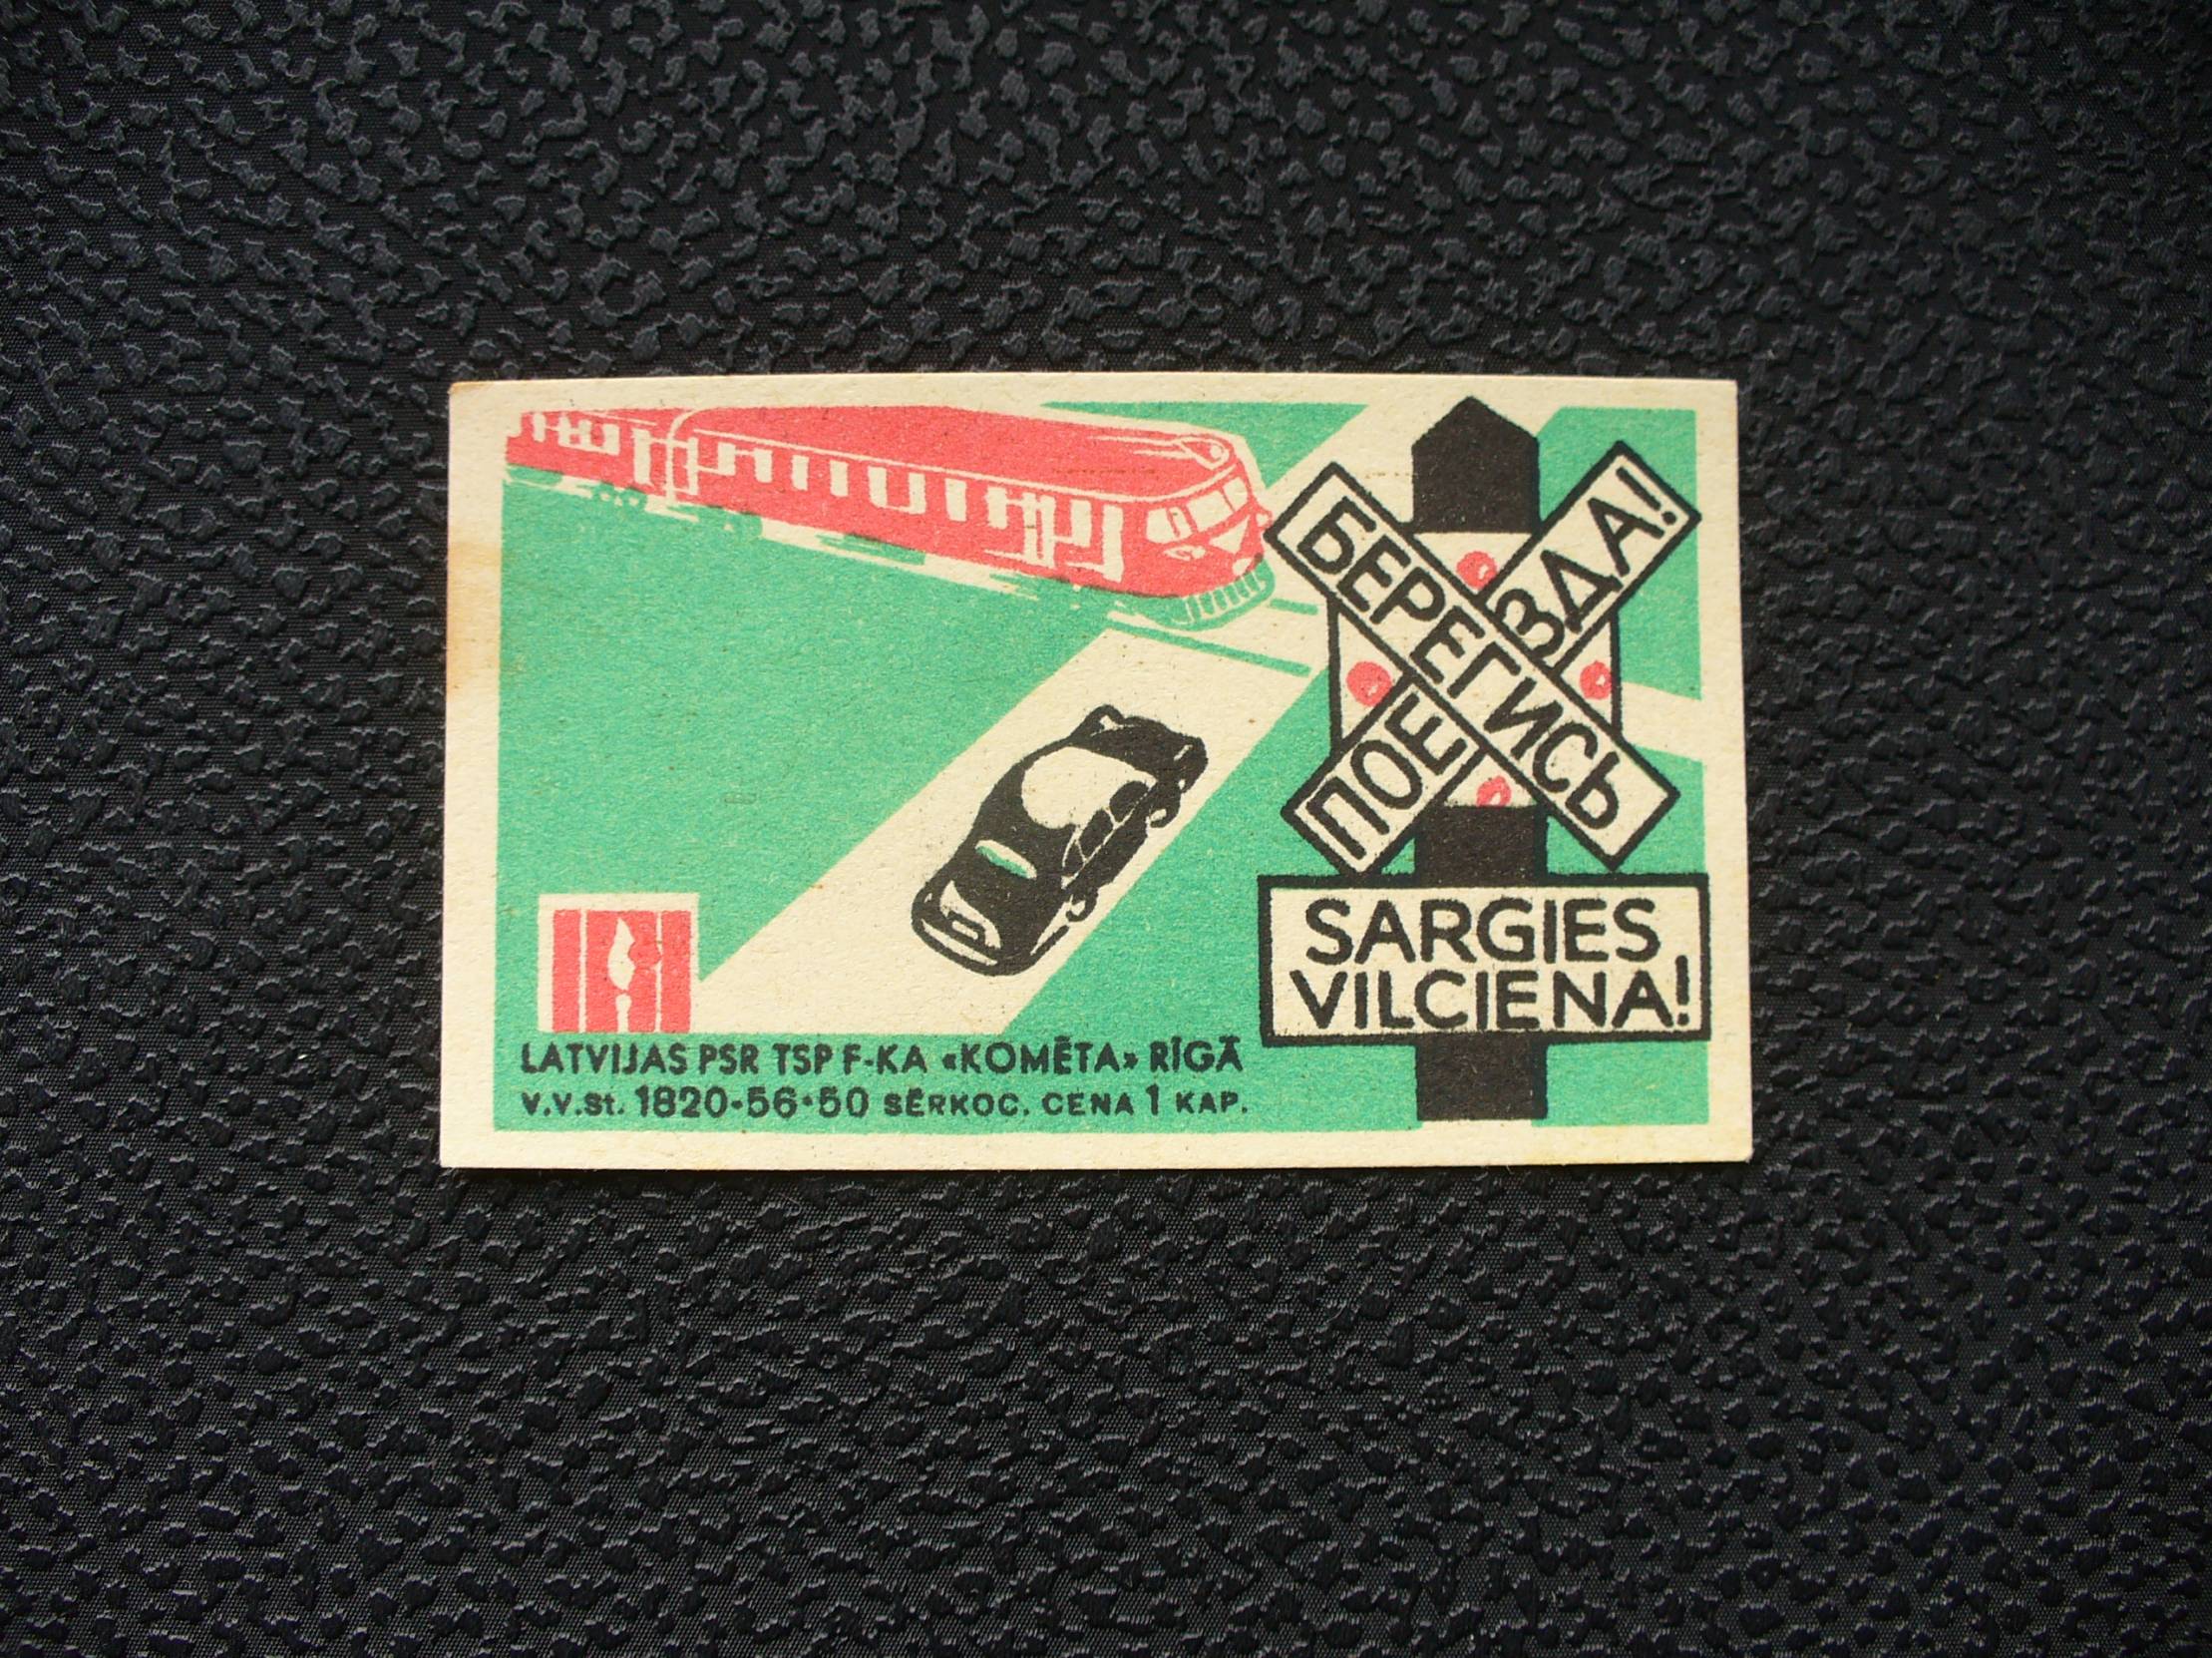 БЕРЕГИСЬ
ПОЕЗДА!
SARGIES
VILCIENA!
LATVIJAS PSR TSP F-KA «KOMĒTA» RĪGĀ
V.V.St. 1820-56·50 SĒRKOC. CENA 1 KAP.